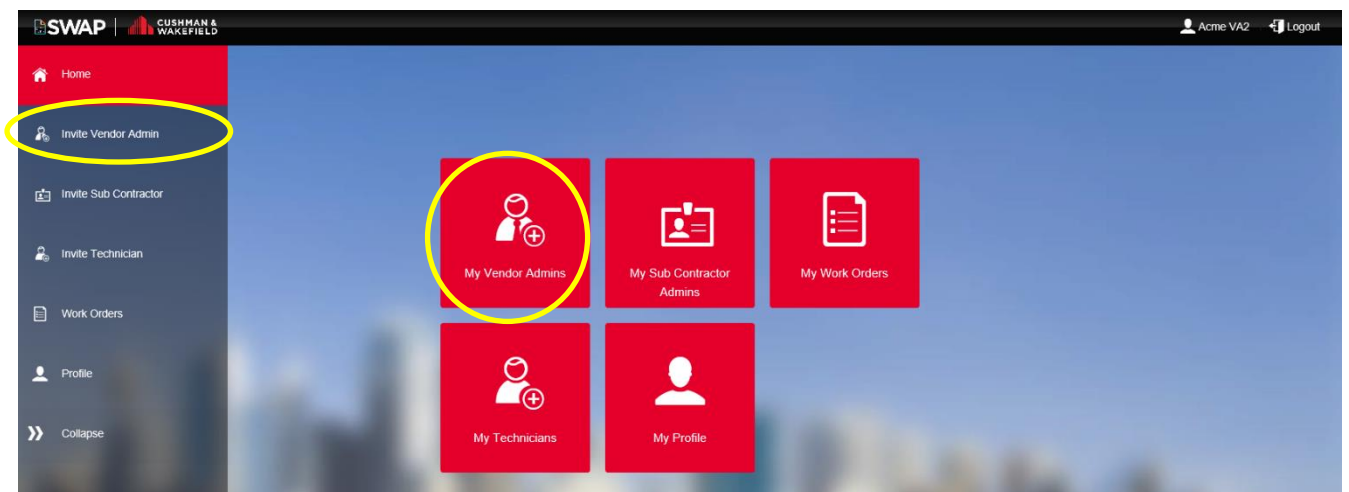 SWAP
CUSHMAN &
WAKEFIELD
Acme VA2
Logout
Home
Invite Vendor Admin
Invite Sub Contractor
Invite Technician
Work Orders
Profile
Collapse
My Vendor Admins
My Sub Contractor
Admins
My Work Orders
My Technicians
My Profile